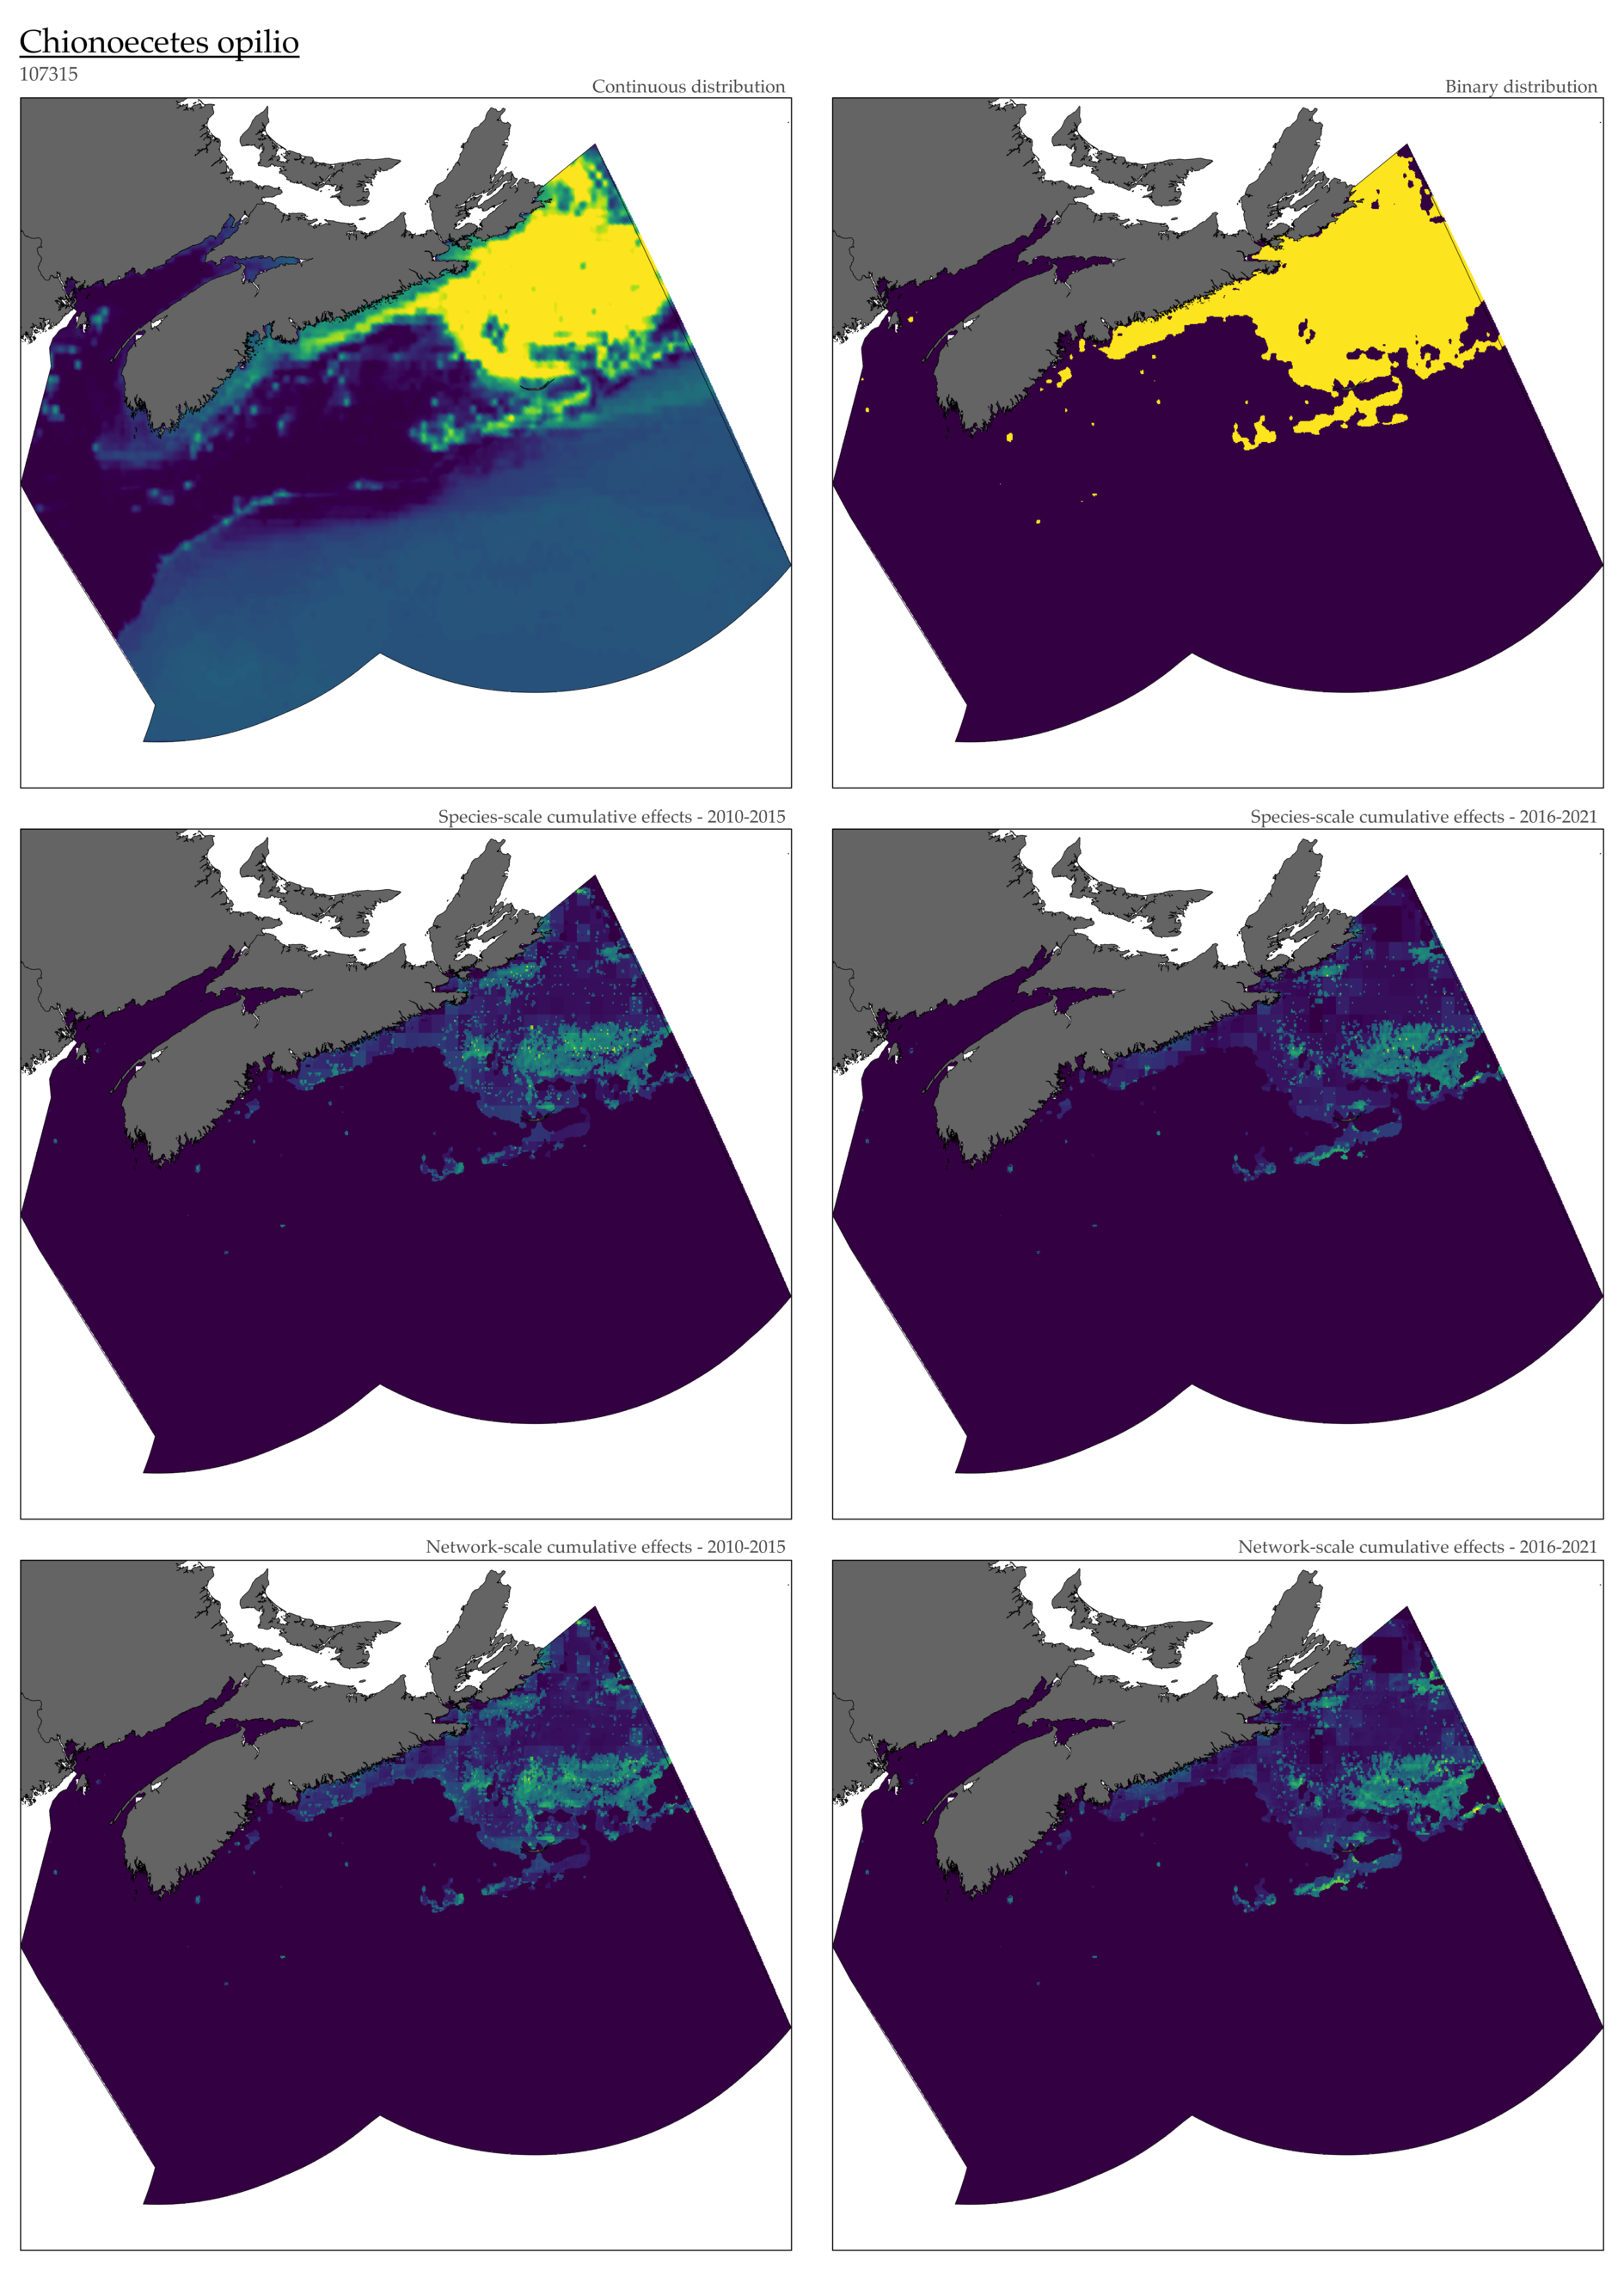 Chionoecetes opilio
107315
Continuous distribution
Binary distribution
Species-scale cumulative effects - 2010-2015
Species-scale cumulative effects - 2016-2021
Network-scale cumulative effects - 2010-2015
Network-scale cumulative effects - 2016-2021